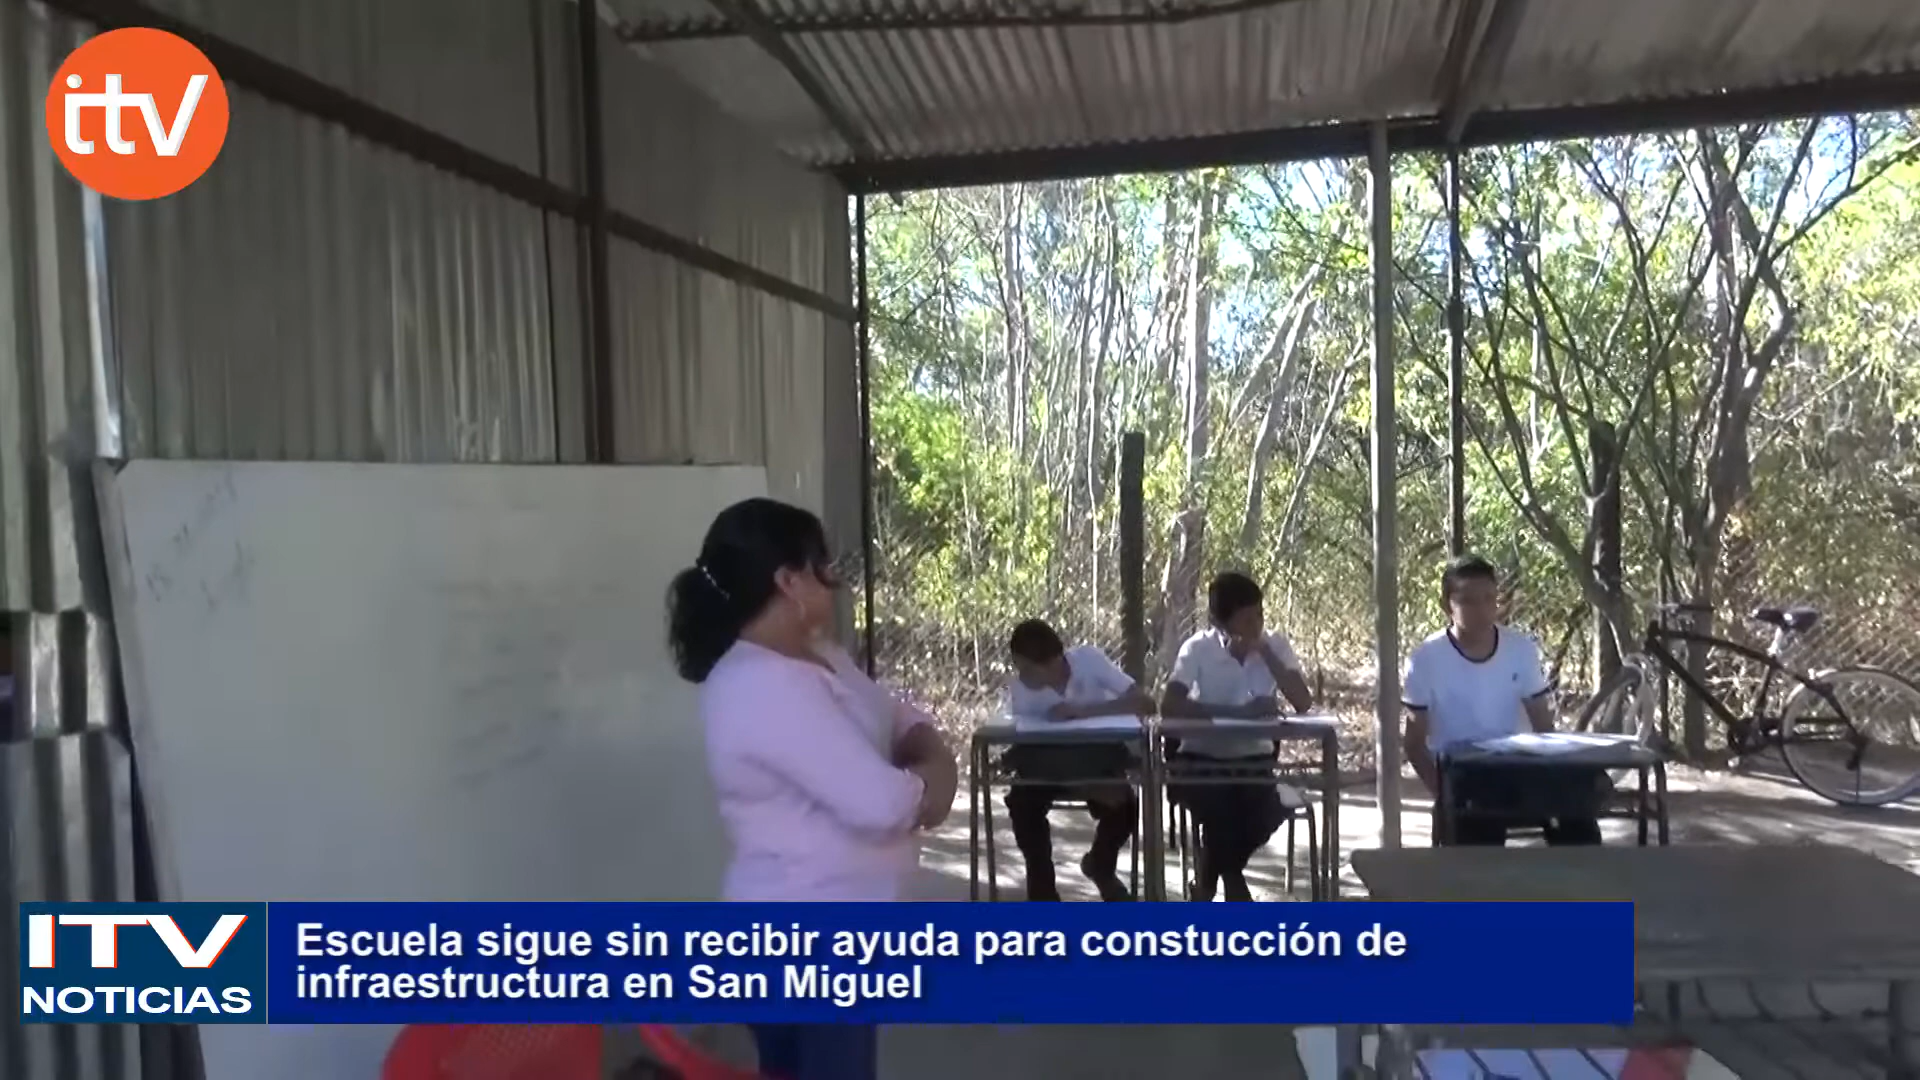 itv
ITV
NOTICIAS
Escuela sigue sin recibir ayuda para constucción de
infraestructura en San Miguel